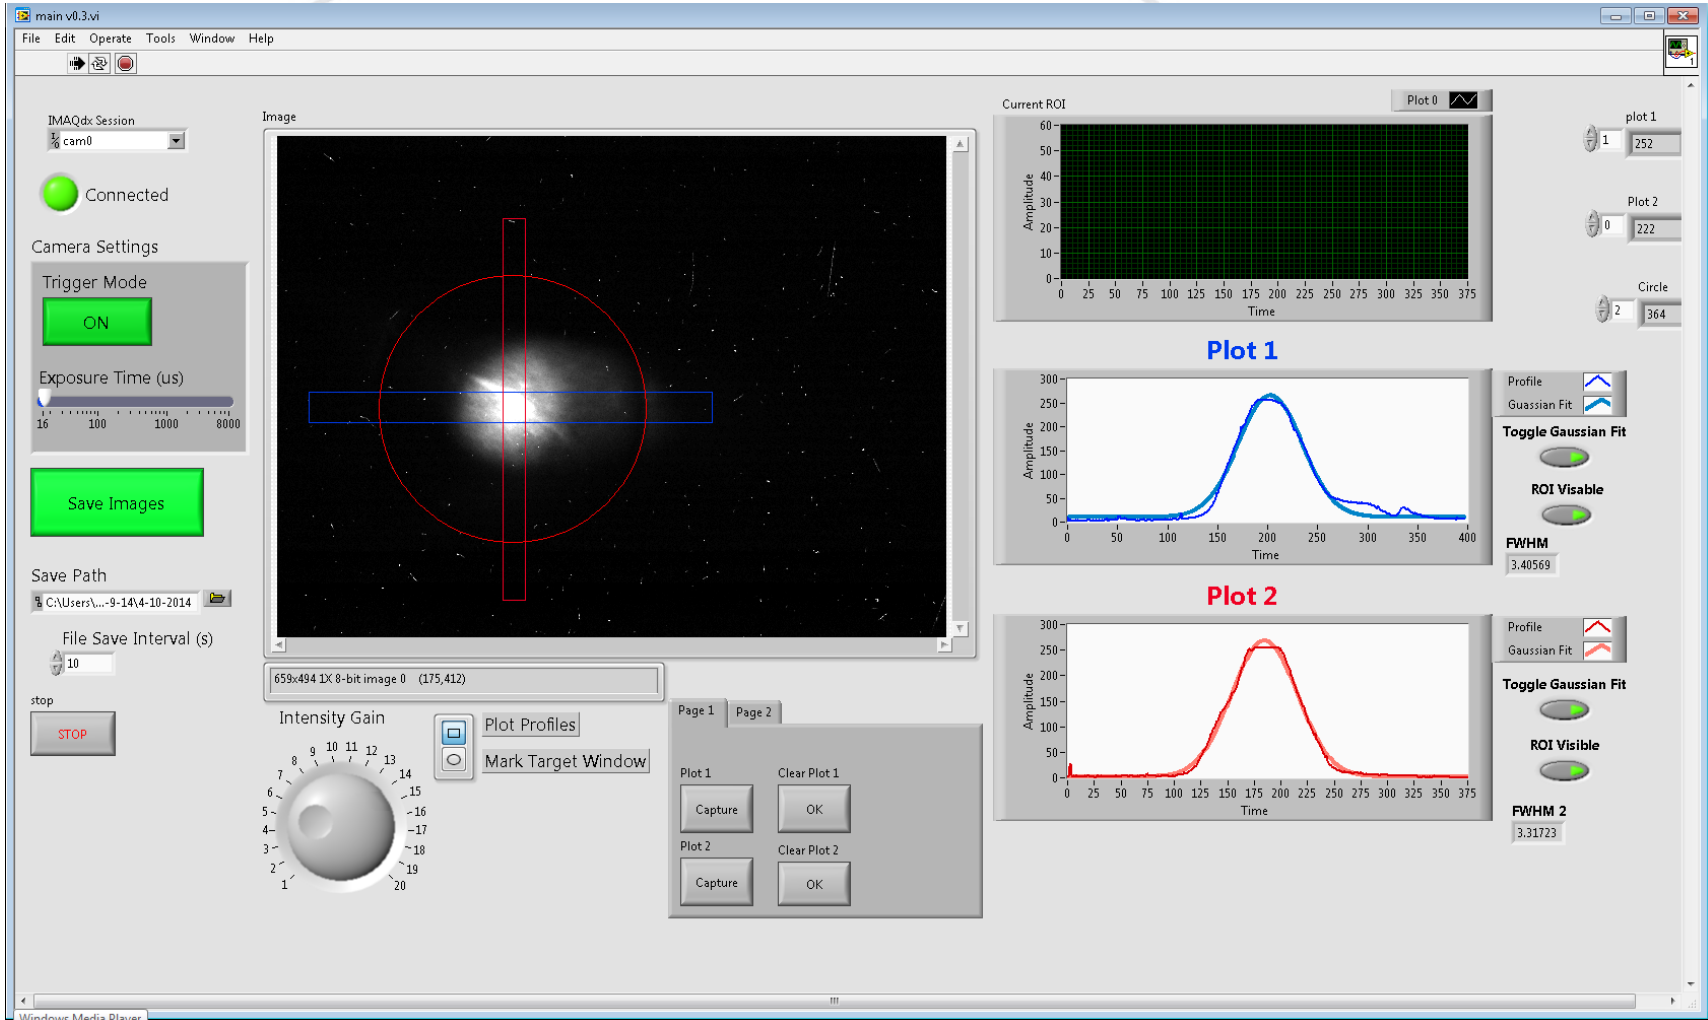 main v0.3.vi
File Edit Operate Tools Window Help
1
IMAQdx Session
cam0
Connected
Camera Settings
Trigger Mode
ON
Exposure Time (us)
16 100 1000 8000
Save Images
Save Path
C:\Users\...-9-14\4-10-2014
File Save Interval (s)
10
stop
STOP
Image
659x494 1X 8-bit image 0 (175,412)
Intensity Gain
1 2 3 4 5 6 7 8 9 10 11 12 13 14 15 16 17 18 19 20
Plot Profiles
Mark Target Window
Page 1 Page 2
Plot 1 Clear Plot 1
Capture OK
Plot 2 Clear Plot 2
Capture OK
Current ROI
Plot 0
60
50
40
30
20
10
0
Amplitude
0 25 50 75 100 125 150 175 200 225 250 275 300 325 350 375
Time
plot 1
1 252
Plot 2
0 222
Circle
2 364
Plot 1
300
250
200
150
100
50
0
Amplitude
0 50 100 150 200 250 300 350 400
Time
Profile
Guassian Fit
Toggle Gaussian Fit
ROI Visable
FWHM
3.40569
Plot 2
300
250
200
150
100
50
0
Amplitude
0 25 50 75 100 125 150 175 200 225 250 275 300 325 350 375
Time
Profile
Gaussian Fit
Toggle Gaussian Fit
ROI Visible
FWHM 2
3.31723
Windows Media Player